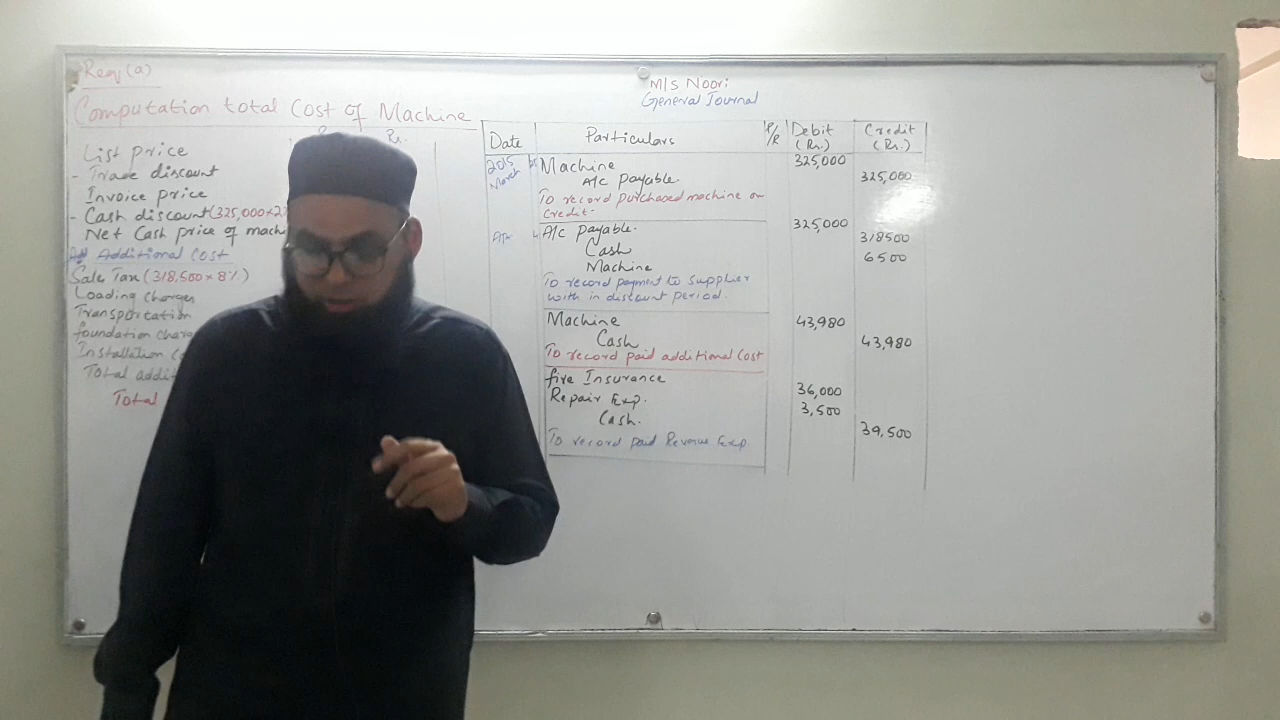 Req (a)
Computation total Cost of Machine
Rs.
List price
- Trade discount
Invoice price
- Cash discount (325,000×2
Net Cash price of mach
Additional Cost
Sales Tax (318,500 × 8%)
Loading charges
Transportation
foundation charg
Installation
Total addit
Total
M/s Noori
General Journal
Date Particulars P/R Debit (Rs.) Credit (Rs.)
2015 March 25 Machine 325,000
A/c Payable. 325,000
To record purchased machine on
Credit.
A/c payable. 325,000
Cash 318500
Machine 6500
To record payment to supplier
with in discount period.
Machine 43,980
Cash 43,980
To record paid additional Cost
fire Insurance 36,000
Repair Exp. 3,500
Cash. 39,500
To record paid Revenue Exp